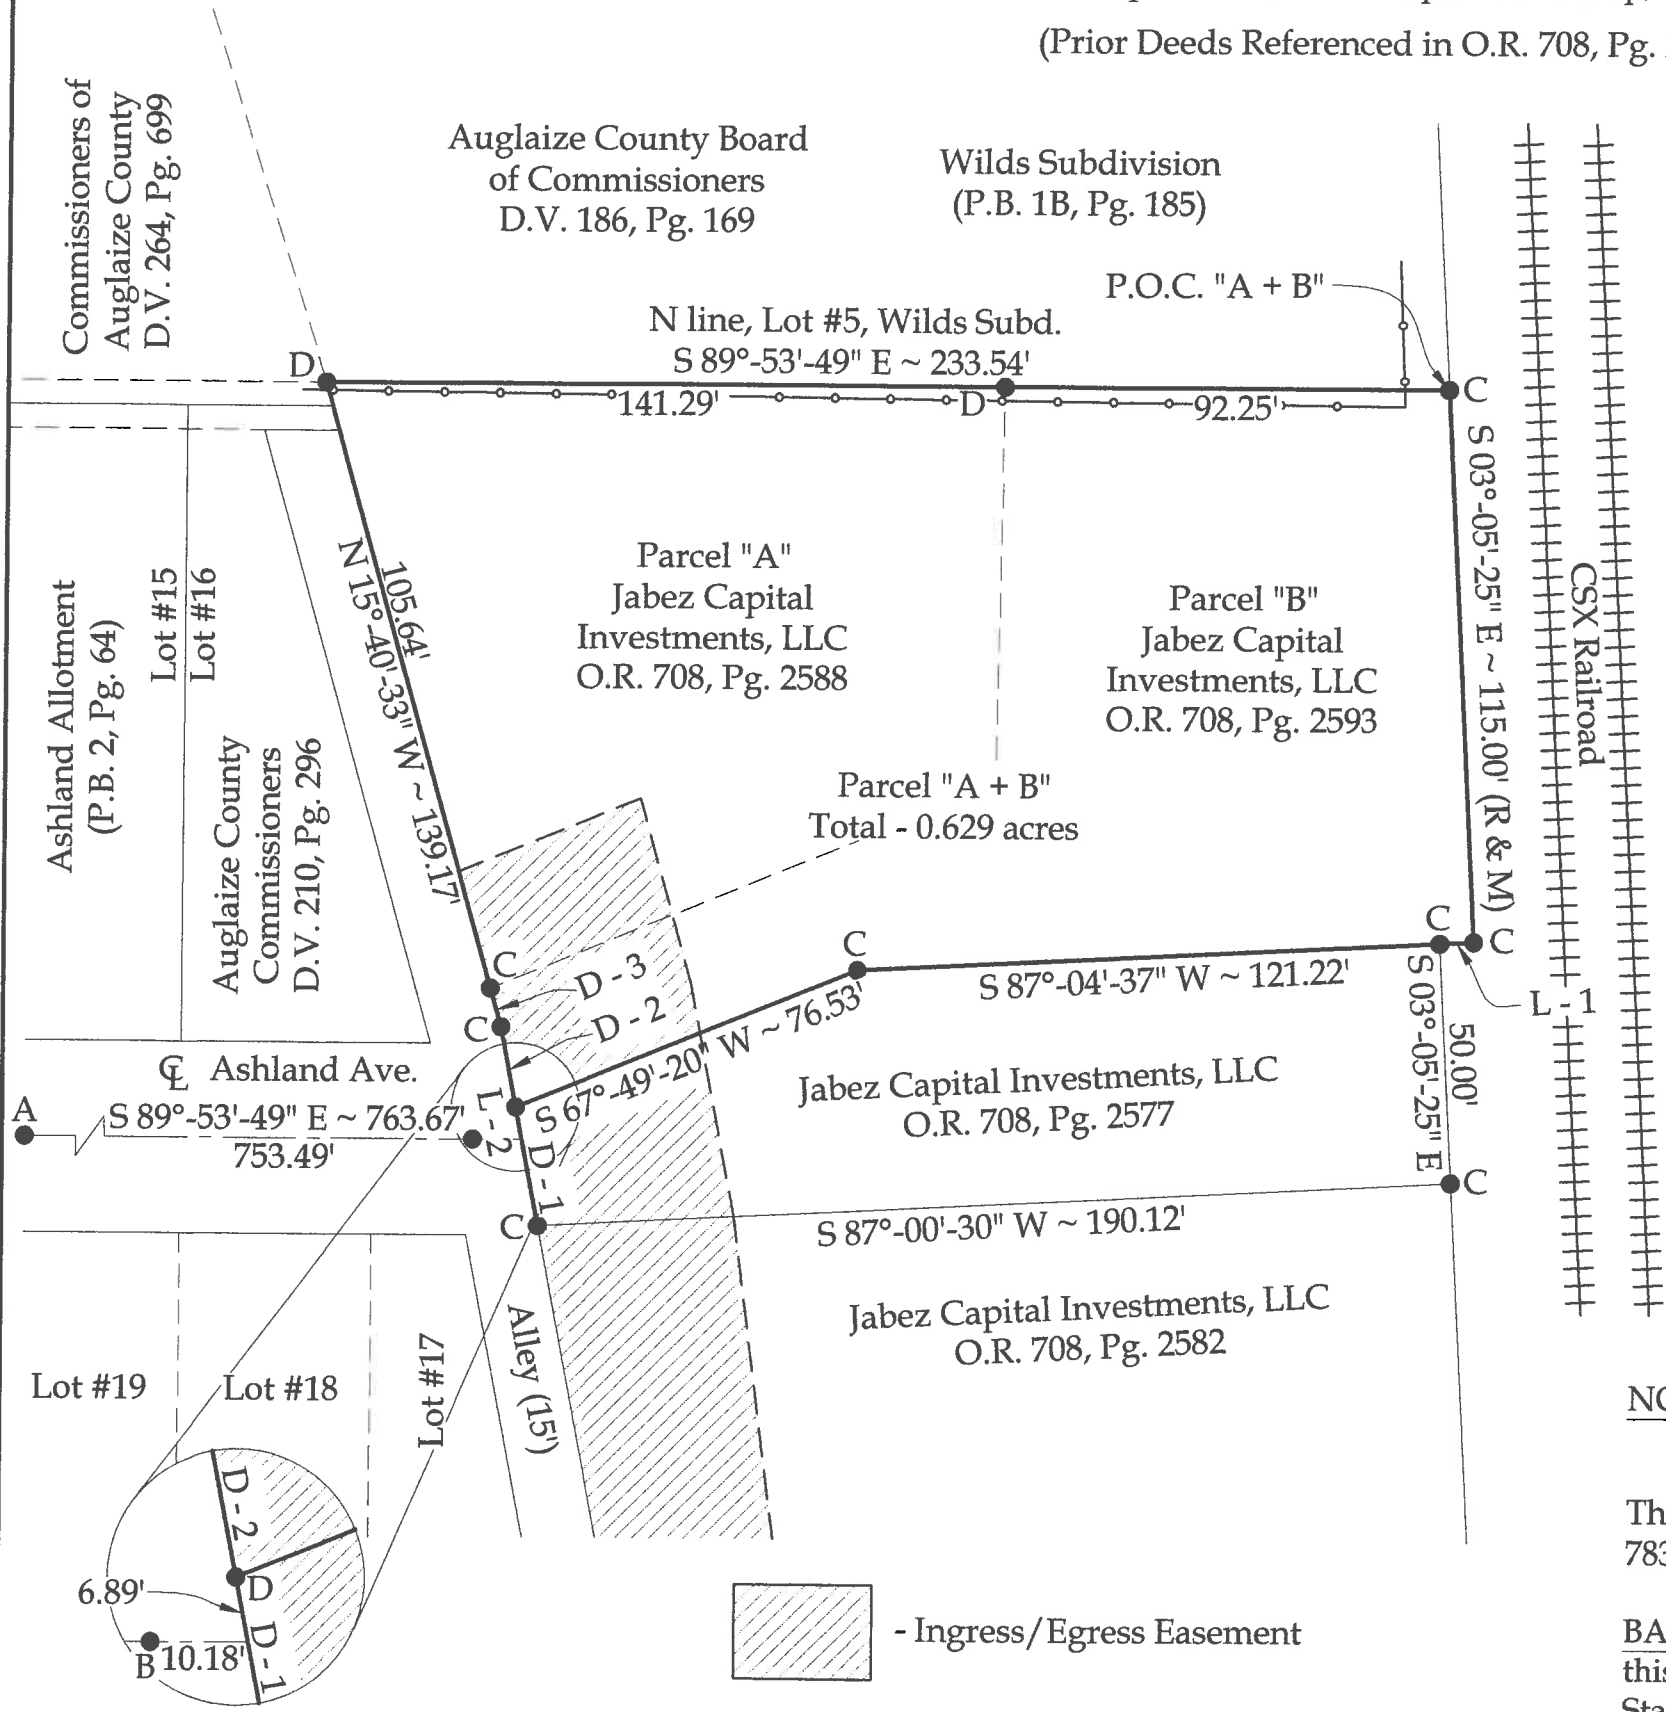 (Prior Deeds Referenced in O.R. 708, Pg.
Commissioners of
Auglaize County
D.V. 264, Pg. 699
Auglaize County Board
of Commissioners
D.V. 186, Pg. 169
Wilds Subdivision
(P.B. 1B, Pg. 185)
P.O.C. "A + B"
N line, Lot #5, Wilds Subd.
S 89°-53'-49" E ~ 233.54'
D
C
141.29'
D
92.25'
S 03°-05'-25" E ~ 115.00' (R & M)
CSX Railroad
N 15°-40'-33" W ~ 139.17'
105.64'
Parcel "A"
Jabez Capital
Investments, LLC
O.R. 708, Pg. 2588
Parcel "B"
Jabez Capital
Investments, LLC
O.R. 708, Pg. 2593
Ashland Allotment
(P.B. 2, Pg. 64)
Lot #15
Lot #16
Auglaize County
Commissioners
D.V. 210, Pg. 296
Parcel "A + B"
Total - 0.629 acres
C
D - 3
C
D - 2
C
C
C
S 87°-04'-37" W ~ 121.22'
L - 1
S 67°-49'-20" W ~ 76.53'
S 03°-05'-25" E
50.00'
C
℄ Ashland Ave.
A
S 89°-53'-49" E ~ 763.67'
753.49'
L - 2
D - 1
Jabez Capital Investments, LLC
O.R. 708, Pg. 2577
C
S 87°-00'-30" W ~ 190.12'
Jabez Capital Investments, LLC
O.R. 708, Pg. 2582
Alley (15')
Lot #19
Lot #18
Lot #17
D - 2
D
6.89'
B
10.18'
D - 1
- Ingress/Egress Easement
Th
783
BA
this